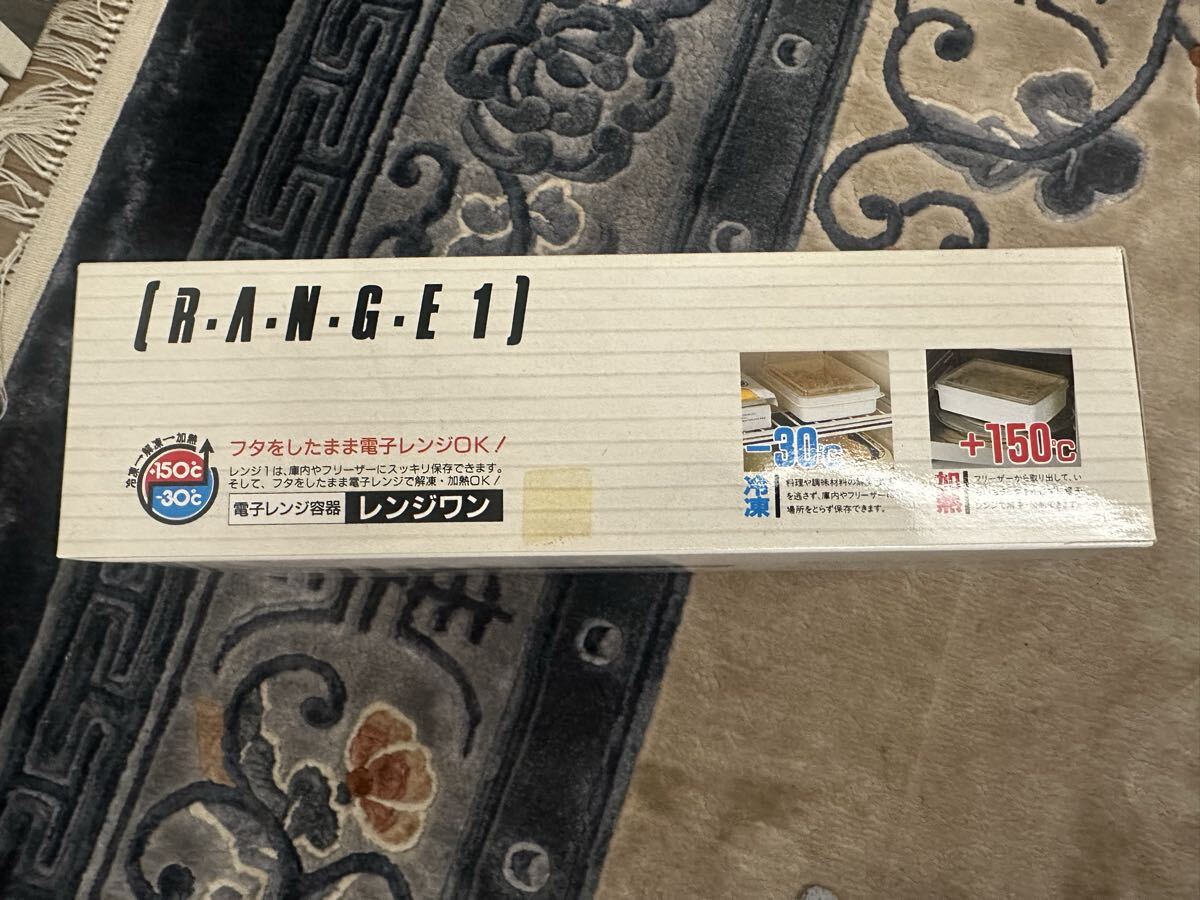 [R·A·N·G·E 1]
冷凍→解凍→加熱
+150℃
-30℃
フタをしたまま電子レンジOK!
レンジ1は、庫内やフリーザーにスッキリ保存できます。
そして、フタをしたまま電子レンジで解凍・加熱OK!
電子レンジ容器 レンジワン
-30℃
冷凍
料理や調味材料の
を逃さず、庫内やフリーザーに
場所をとらず保存できます。
+150℃
加熱
フリーザーから取り出して、い